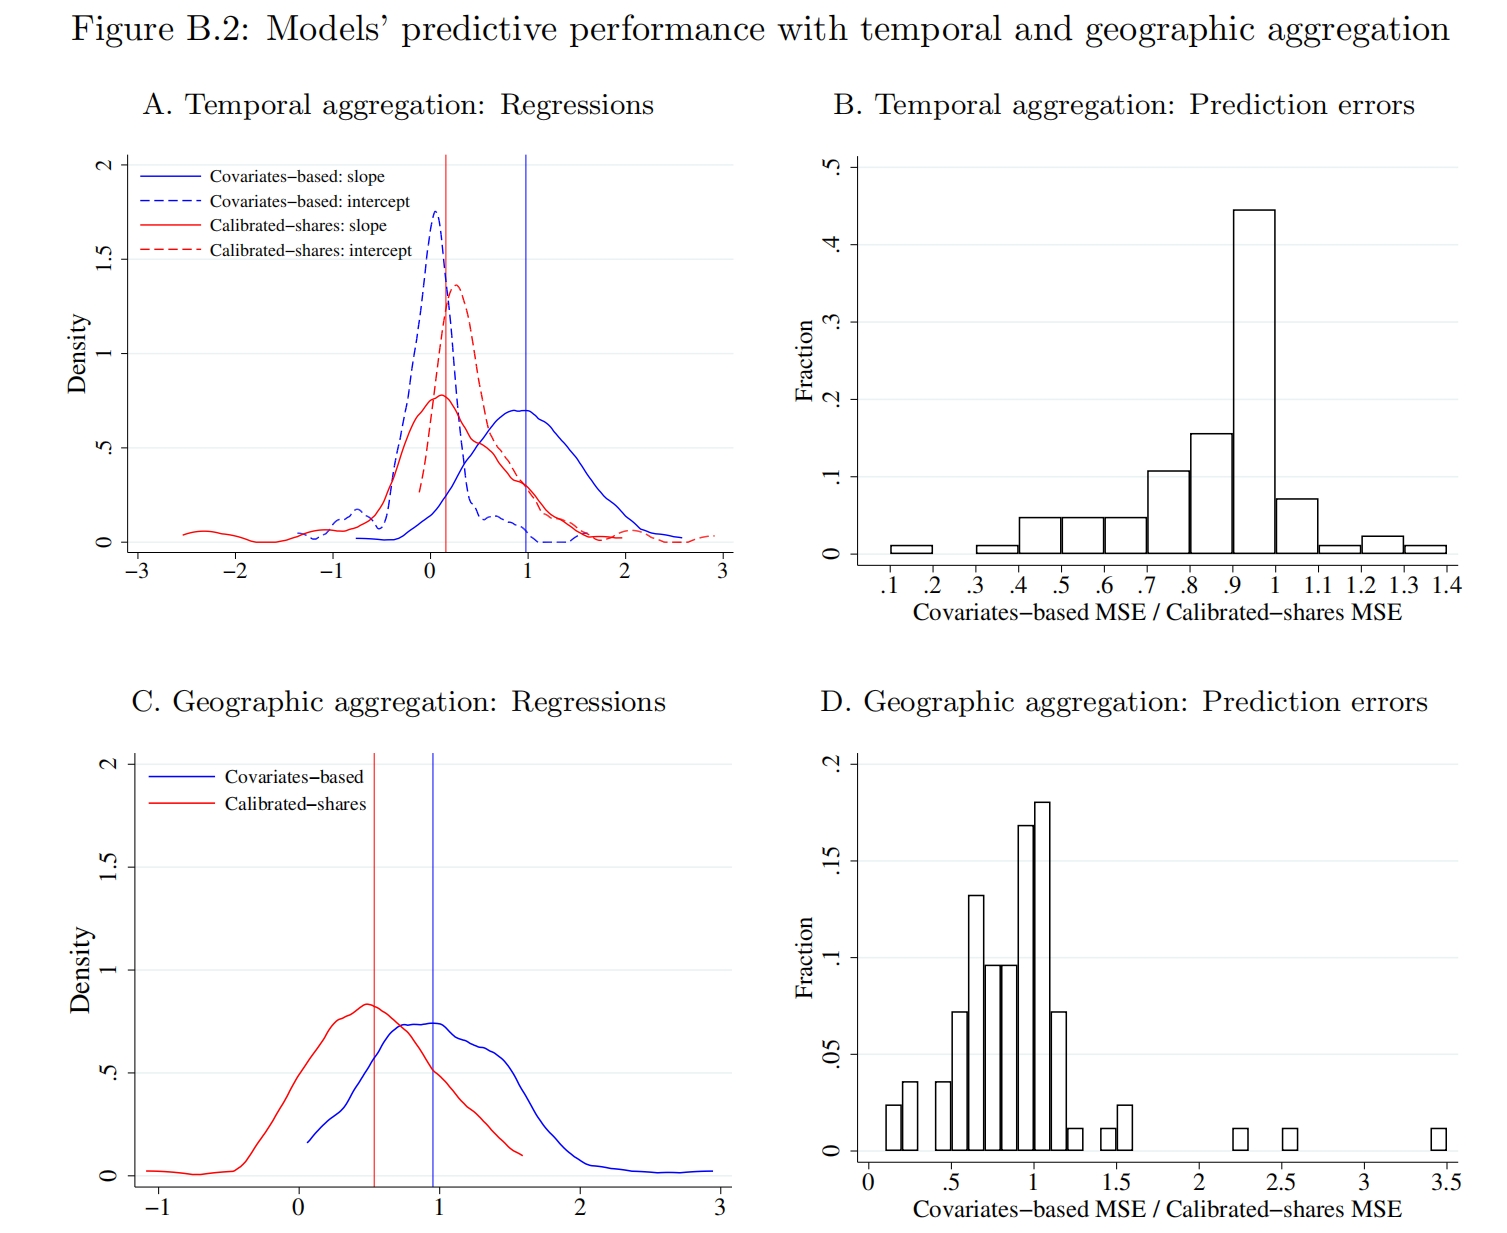 Figure B.2: Models' predictive performance with temporal and geographic aggregation
A. Temporal aggregation: Regressions
Density
2
1.5
1
.5
0
Covariates−based: slope
Covariates−based: intercept
Calibrated−shares: slope
Calibrated−shares: intercept
−3 −2 −1 0 1 2 3
B. Temporal aggregation: Prediction errors
Fraction
.5
.4
.3
.2
.1
0
.1 .2 .3 .4 .5 .6 .7 .8 .9 1 1.1 1.2 1.3 1.4
Covariates−based MSE / Calibrated−shares MSE
C. Geographic aggregation: Regressions
Density
2
1.5
1
.5
0
Covariates−based
Calibrated−shares
−1 0 1 2 3
D. Geographic aggregation: Prediction errors
Fraction
.2
.15
.1
.05
0
0 .5 1 1.5 2 2.5 3 3.5
Covariates−based MSE / Calibrated−shares MSE